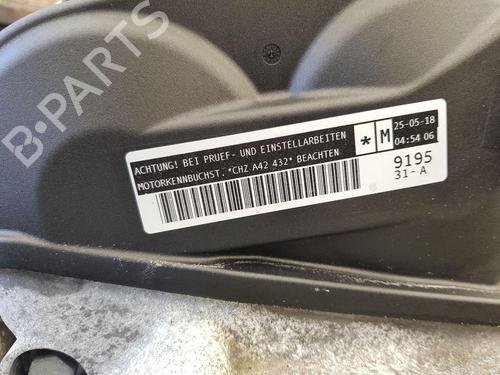 ACHTUNG! BEI PRUEF- UND EINSTELLARBEITEN
MOTORKENNBUCHST. *CHZ A42 432* BEACHTEN
* M 25-05-18
04:54 06
9195
31-A
B-PARTS